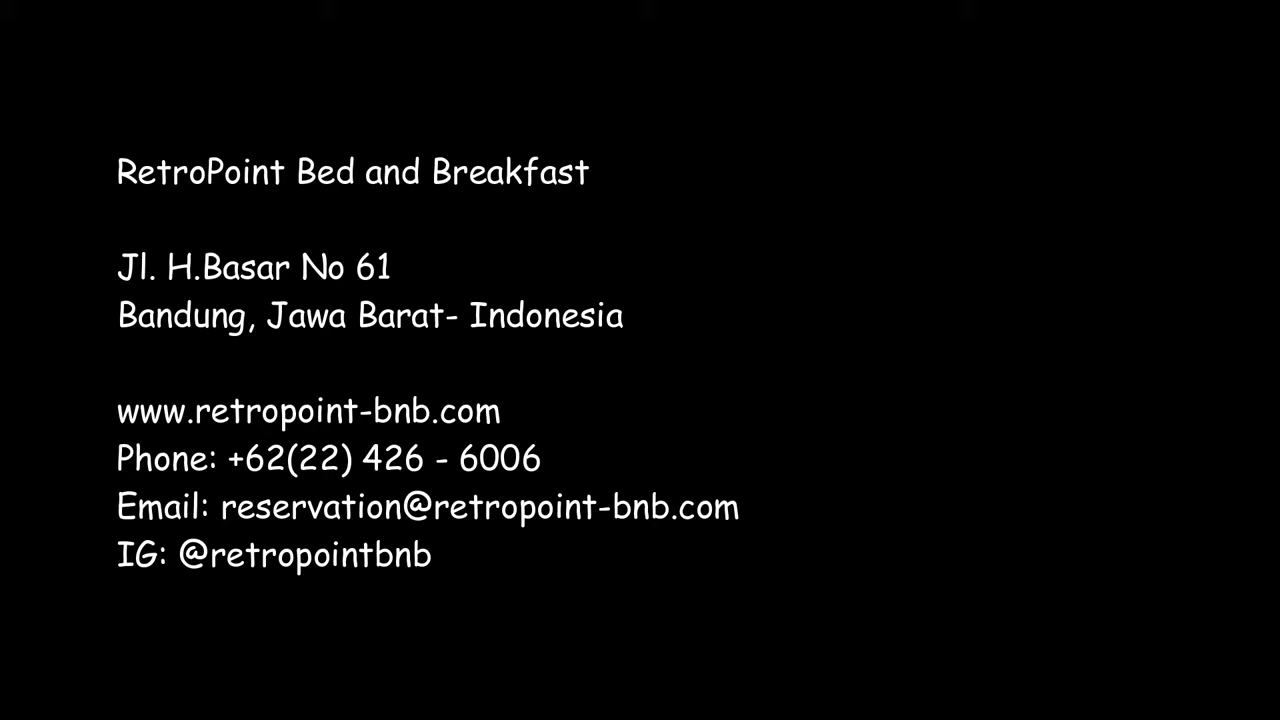 RetroPoint Bed and Breakfast
Jl. H.Basar No 61
Bandung, Jawa Barat- Indonesia
www.retropoint-bnb.com
Phone: +62(22) 426 - 6006
Email: reservation@retropoint-bnb.com
IG: @retropointbnb